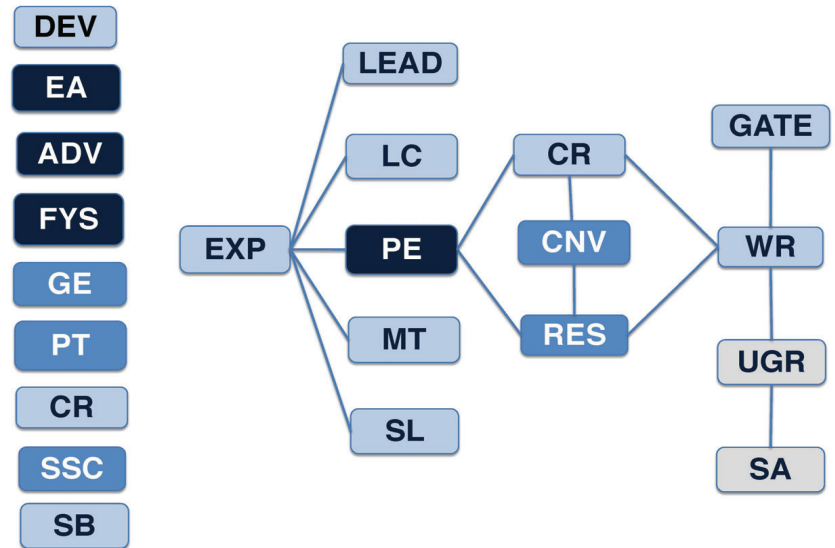 DEV
EA
ADV
FYS
GE
PT
CR
SSC
SB
EXP
LEAD
LC
PE
MT
SL
CR
CNV
RES
GATE
WR
UGR
SA